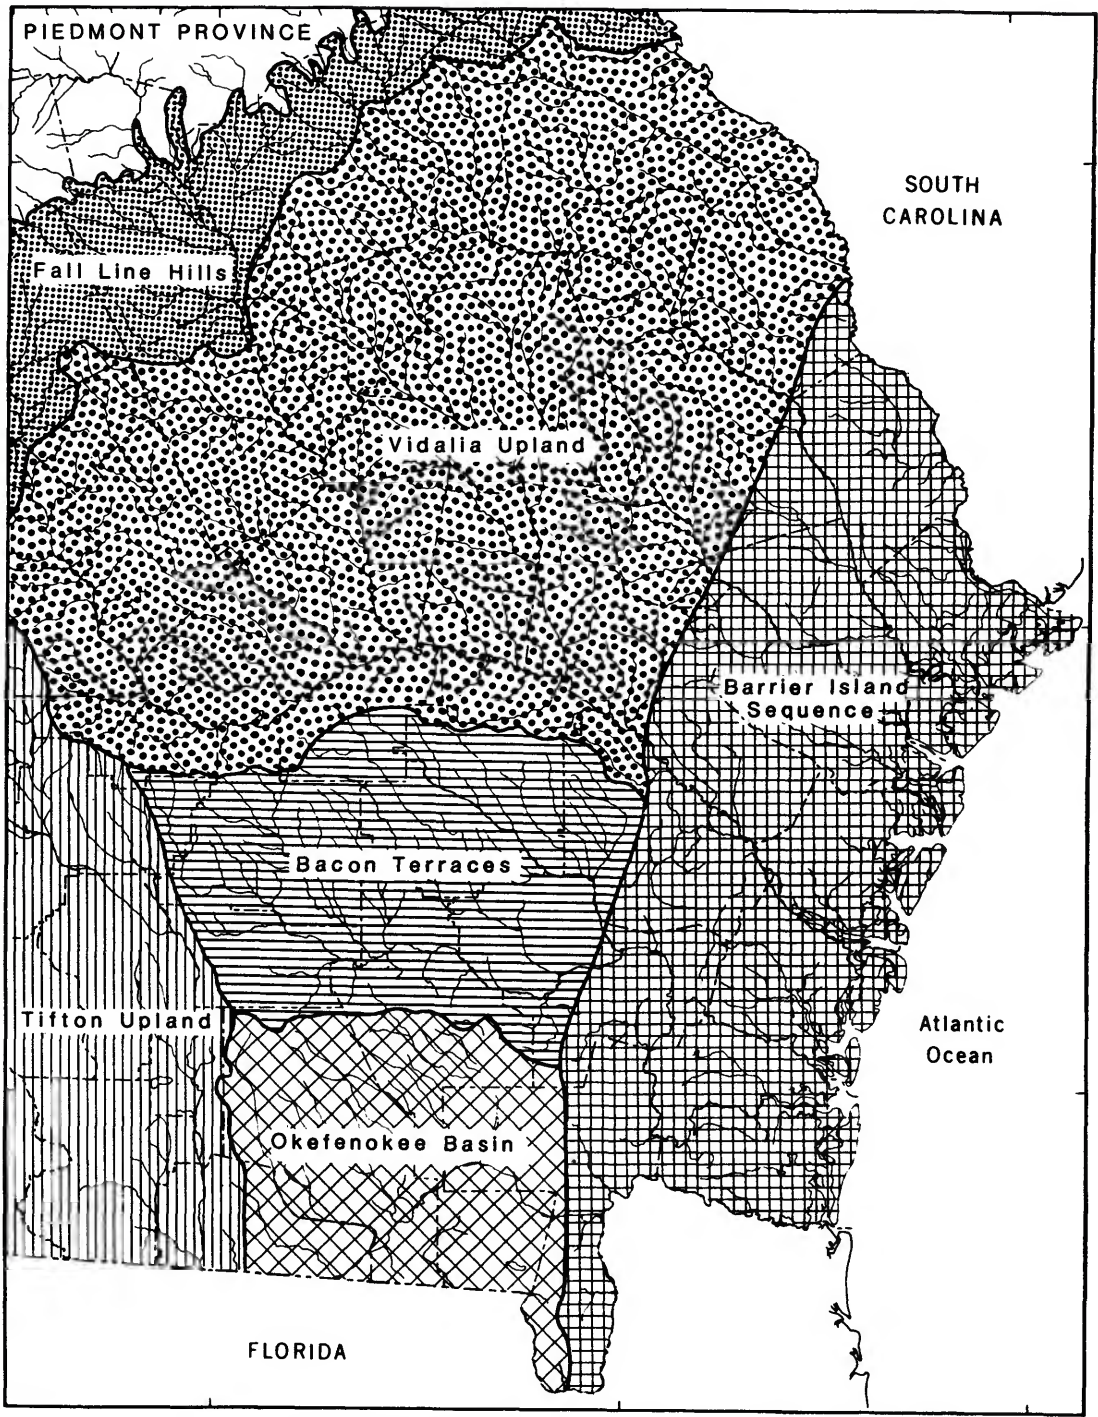 PIEDMONT PROVINCE
SOUTH
CAROLINA
Fall Line Hills
Vidalia Upland
Barrier Island
Sequence
Bacon Terraces
Tifton Upland
Atlantic
Ocean
Okefenokee Basin
FLORIDA